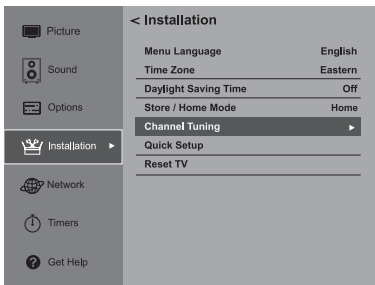 Picture
Sound
Options
Installation
Network
Timers
Get Help
< Installation
Menu Language English
Time Zone Eastern
Daylight Saving Time Off
Store / Home Mode Home
Channel Tuning
Quick Setup
Reset TV